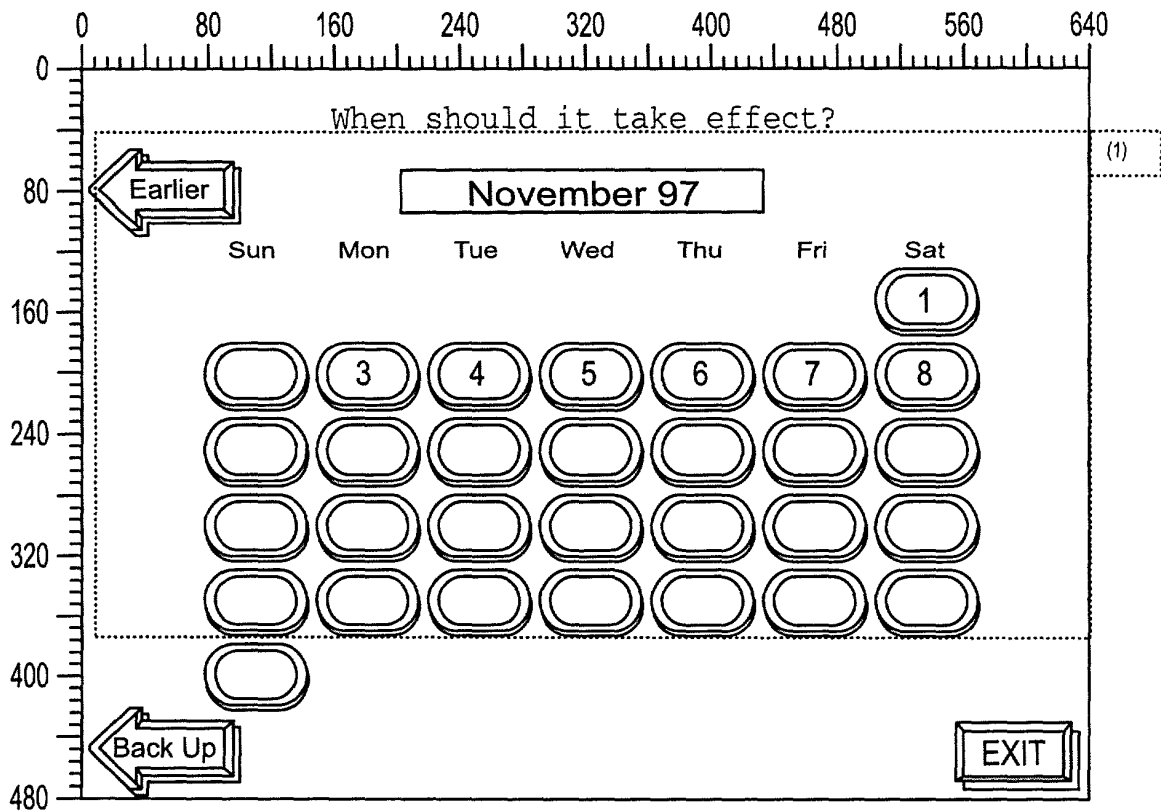 0 80 160 240 320 400 480 560 640
0
When should it take effect?
(1)
Earlier
80
November 97
Sun Mon Tue Wed Thu Fri Sat
1
160
3 4 5 6 7 8
240
320
400
Back Up
EXIT
480